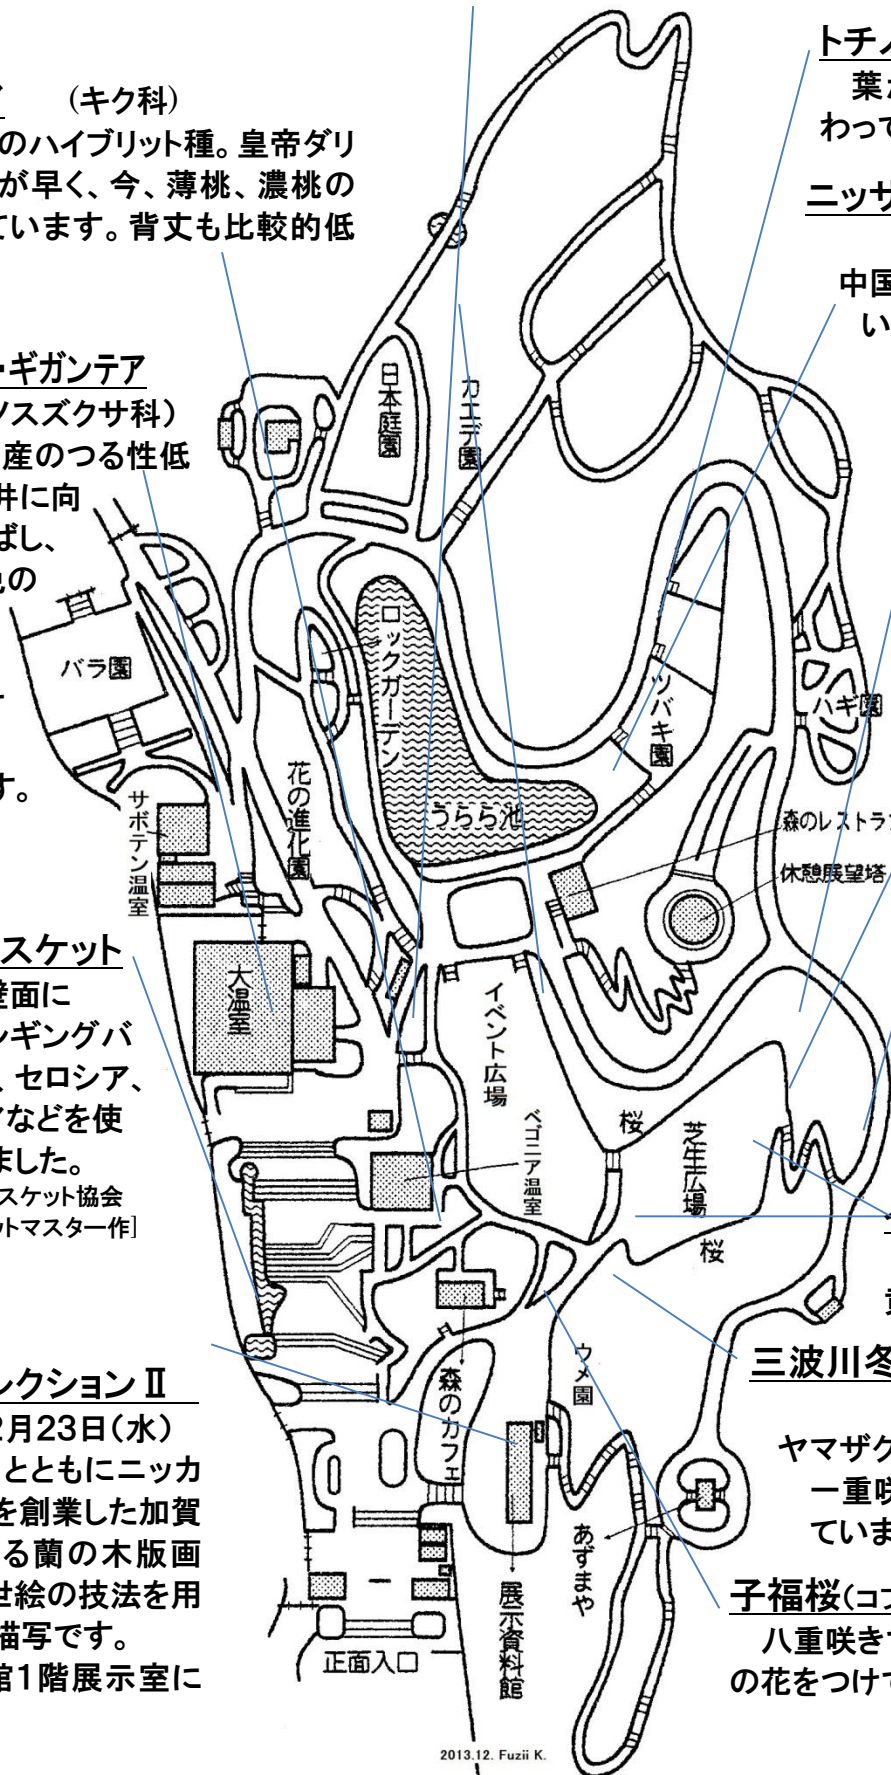 (キク科)
のハイブリット種。皇帝ダリ
が早く、今、薄桃、濃桃の
ています。背丈も比較的低
・ギガンテア
ノスズクサ科)
産のつる性低
井に向
ばし、
色の
す。
スケット
壁面に
ンギングバ
、セロシア、
アなどを使
ました。
スケット協会
ットマスター作]
レクションⅡ
2月23日(水)
とともにニッカ
を創業した加賀
る蘭の木版画
世絵の技法を用
描写です。
館1階展示室に
トチノ
葉が
わって
ニッサ
中国
い
三波川冬
ヤマザク
一重咲
ていま
子福桜(コブ
八重咲きで
の花をつけて
日本庭園
カエデ園
バラ園
ロックガーデン
うらら池
ツバキ園
ハギ園
花の進化園
サボテン温室
森のレストラン
休憩展望塔
大温室
イベント広場
ベゴニア温室
桜
芝生広場
桜
ウメ園
森のカフェ
あずまや
展示資料館
正面入口
2013.12. Fuzii K.